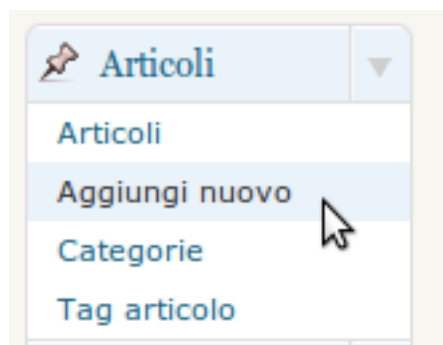 Articoli
Articoli
Aggiungi nuovo
Categorie
Tag articolo